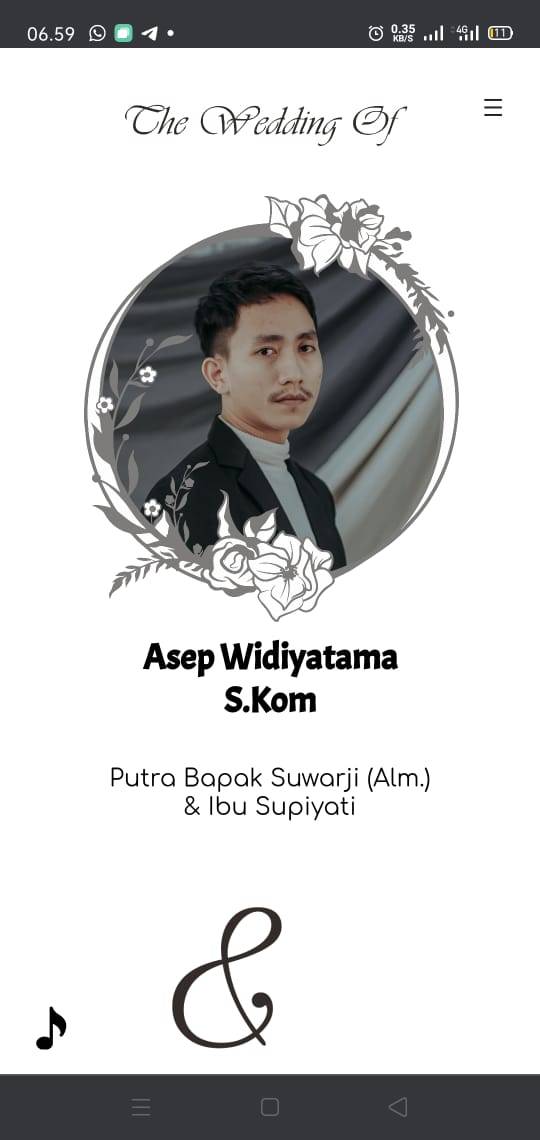 06.59
0.35
KB/S
4G
11
The Wedding Of
Asep Widiyatama
S.Kom
Putra Bapak Suwarji (Alm.)
& Ibu Supiyati
&